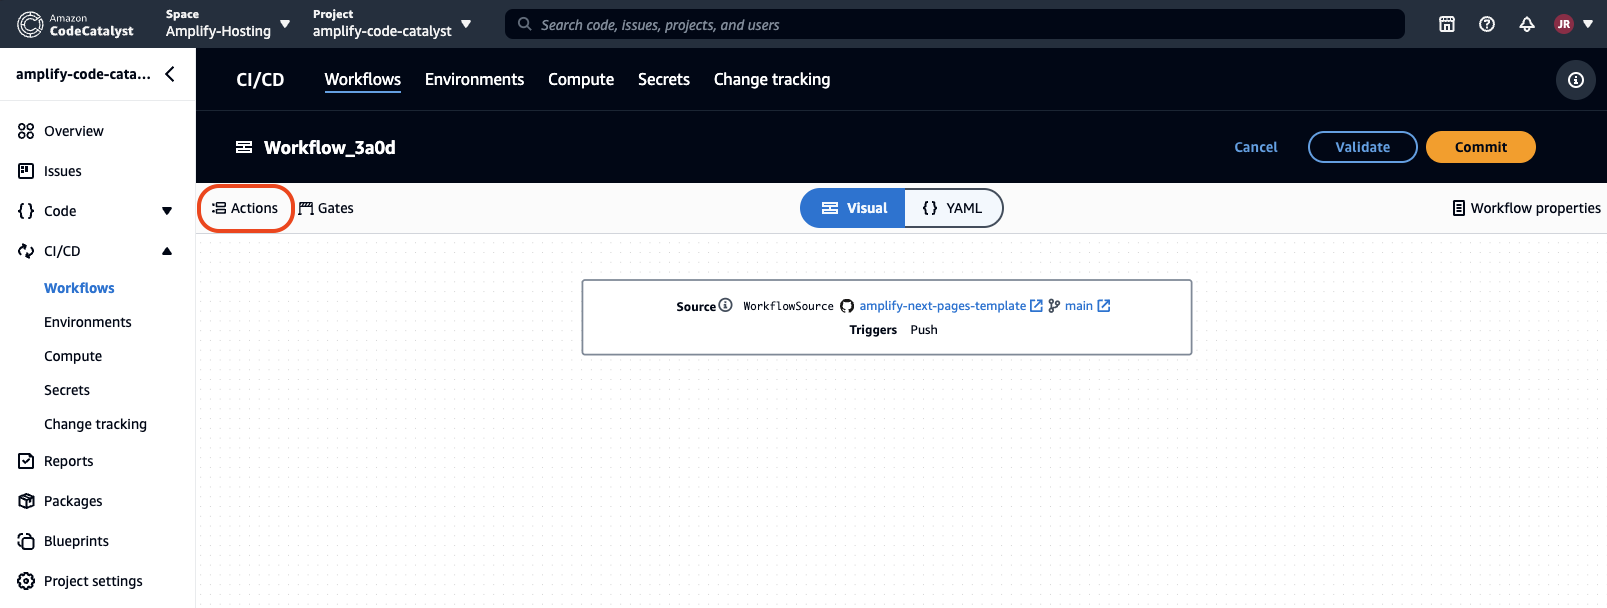 Amazon
CodeCatalyst
Space
Amplify-Hosting
Project
amplify-code-catalyst
Search code, issues, projects, and users
JR
amplify-code-cata...
CI/CD
Workflows
Environments
Compute
Secrets
Change tracking
Workflow_3a0d
Cancel
Validate
Commit
Actions
Gates
Visual
{ } YAML
Workflow properties
Overview
Issues
{ } Code
CI/CD
Workflows
Environments
Compute
Secrets
Change tracking
Reports
Packages
Blueprints
Project settings
Source WorkflowSource amplify-next-pages-template main
Triggers Push